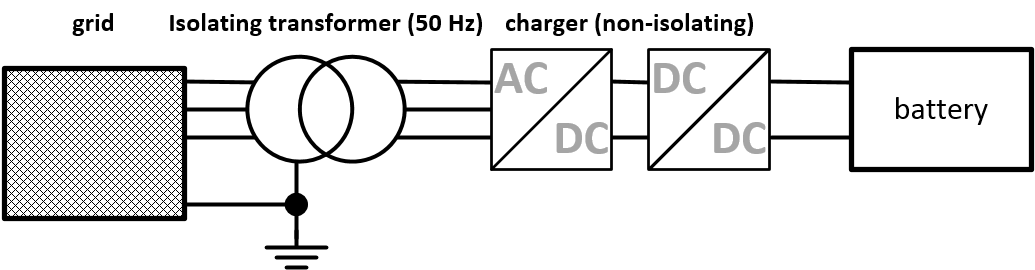 grid Isolating transformer (50 Hz) charger (non-isolating)
AC DC
DC DC
battery